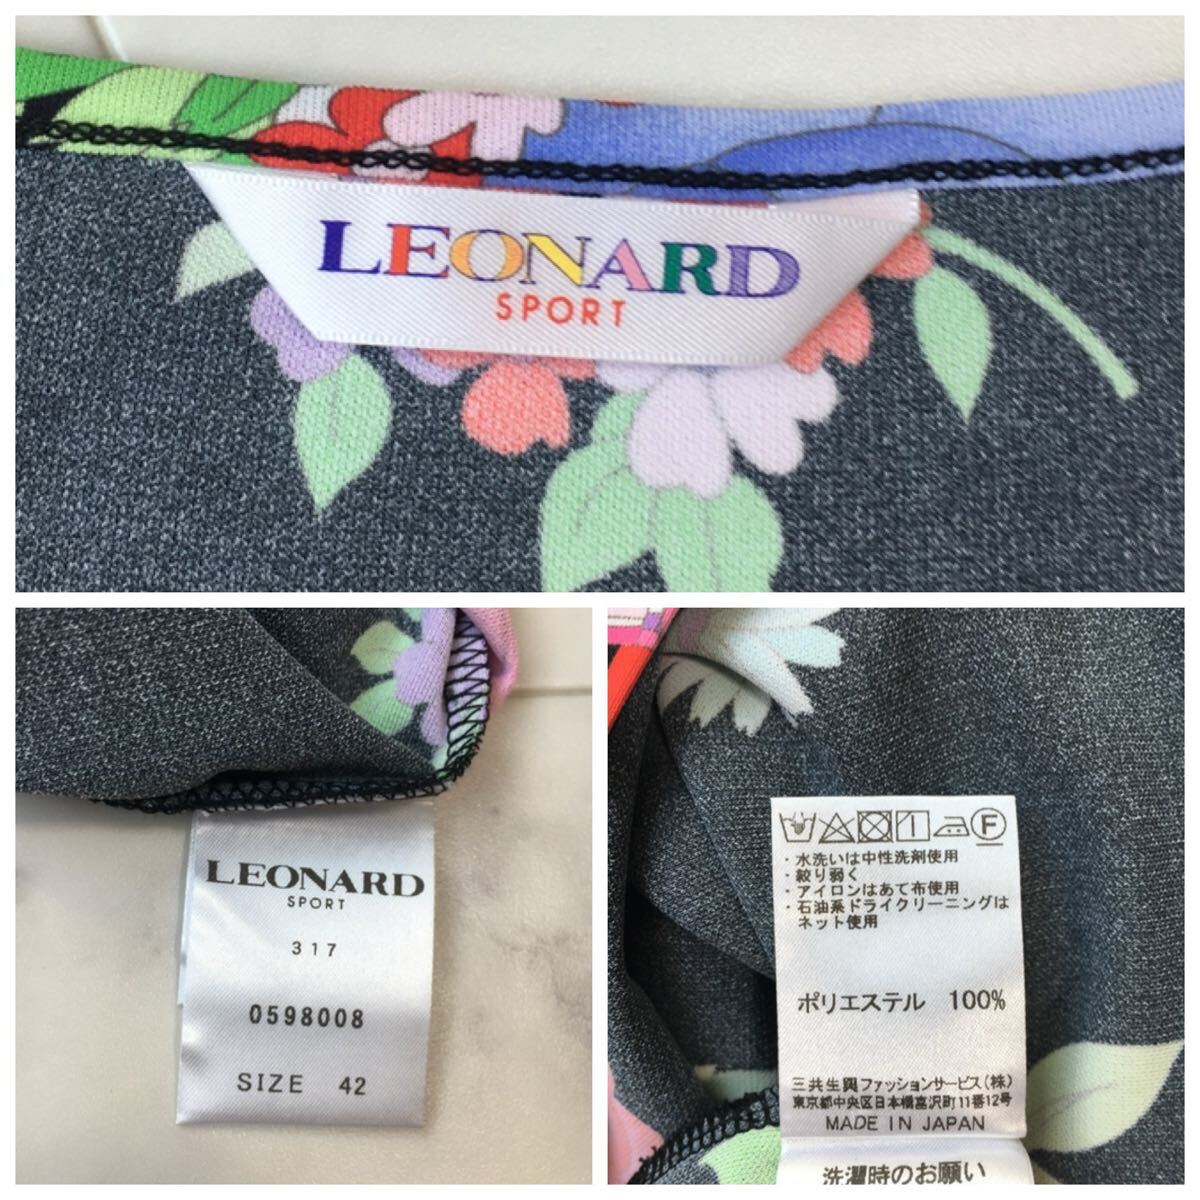 LEONARD
SPORT
LEONARD
SPORT
317
0598008
SIZE 42
F
・水洗いは中性洗剤使用
・絞り弱く
・アイロンはあて布使用
・石油系ドライクリーニングは
ネット使用
ポリエステル 100%
三共生興ファッションサービス(株)
東京都中央区日本橋富沢町11番12号
MADE IN JAPAN
洗濯時のお願い